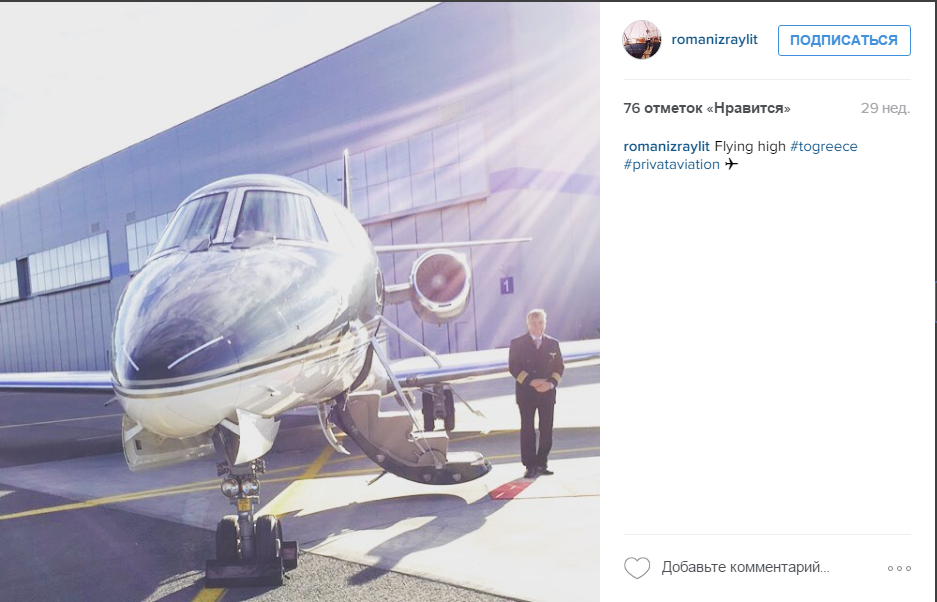 romanizraylit
ПОДПИСАТЬСЯ
76 отметок «Нравится»
29 нед.
romanizraylit Flying high #togreece
#privataviation
1
Добавьте комментарий...